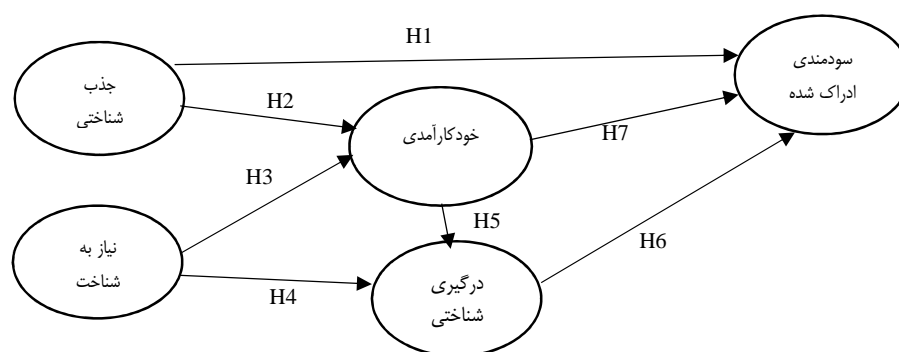 H1
سودمندی
ادراک شده
جذب
شناختی
H2
خودکارآمدی
H7
H3
نیاز به
شناخت
H5
H6
H4
درگیری
شناختی